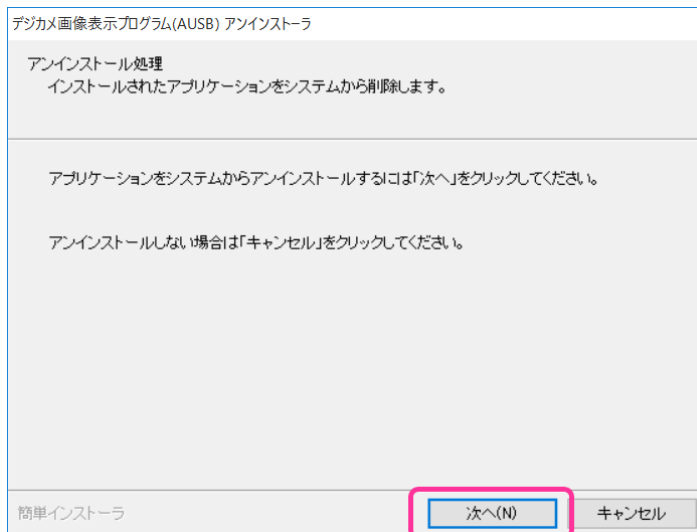 デジカメ画像表示プログラム(AUSB) アンインストーラ
アンインストール処理
インストールされたアプリケーションをシステムから削除します。
アプリケーションをシステムからアンインストールするには「次へ」をクリックしてください。
アンインストールしない場合は「キャンセル」をクリックしてください。
簡単インストーラ
次へ(N)
キャンセル